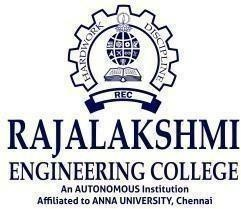 HARDWORK DISCIPLINE
REC
RAJALAKSHMI
ENGINEERING COLLEGE
An AUTONOMOUS Institution
Affiliated to ANNA UNIVERSITY, Chennai